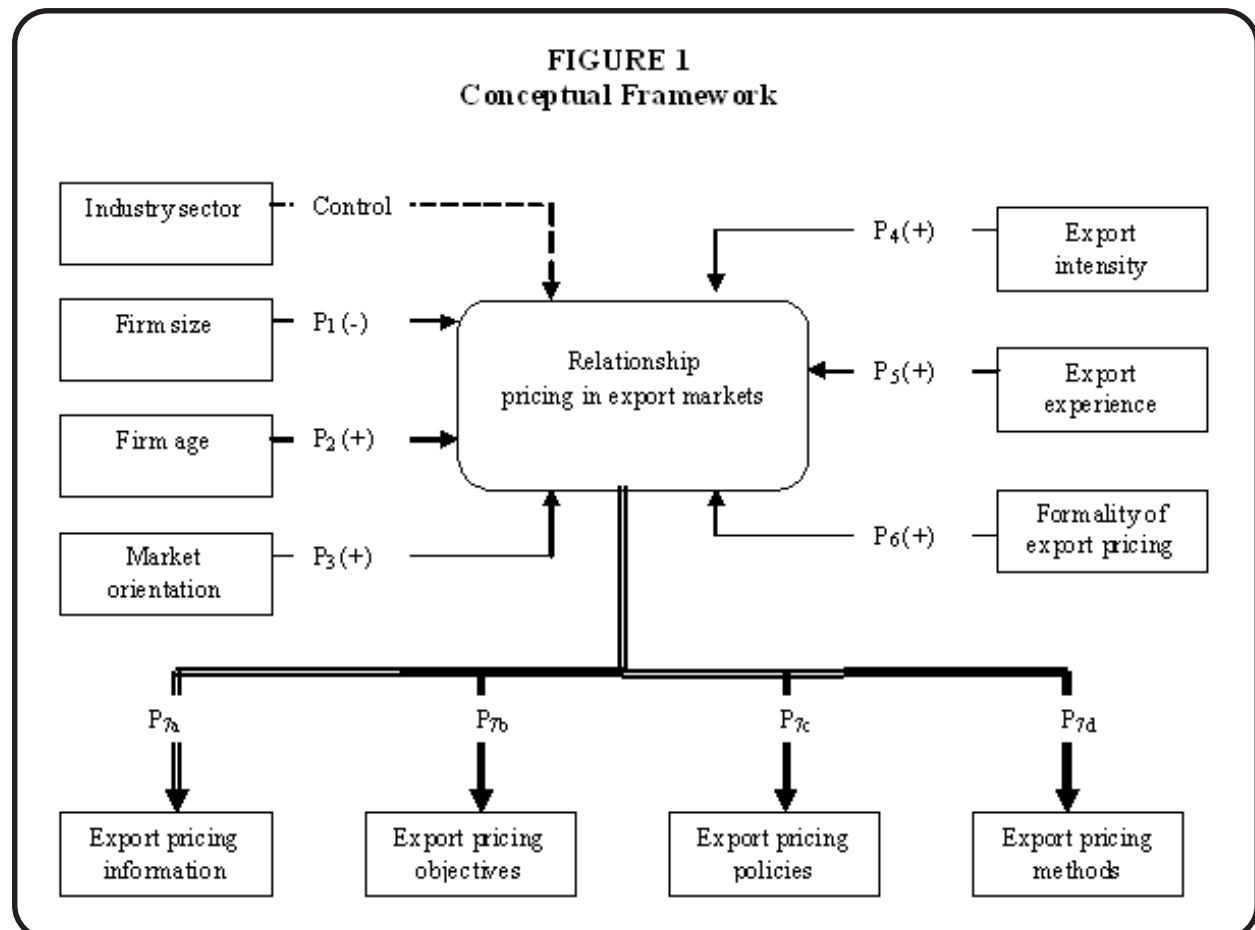 FIGURE 1
Conceptual Framework
Industry sector
Control
Firm size
P1 (-)
Firm age
P2 (+)
Market
orientation
P3 (+)
Relationship
pricing in export markets
P4 (+)
Export
intensity
P5 (+)
Export
experience
P6 (+)
Formality of
export pricing
P7a
P7b
P7c
P7d
Export pricing
information
Export pricing
objectives
Export pricing
policies
Export pricing
methods